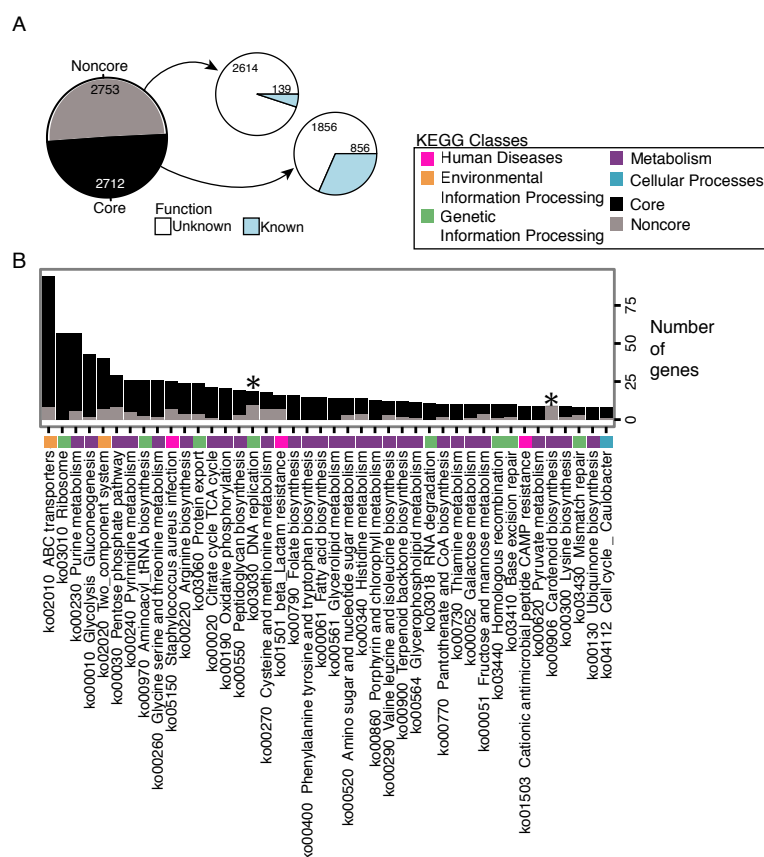 A
Noncore
2753
2712
Core
2614
139
1856
856
Function
Unknown
Known
KEGG Classes
Human Diseases
Environmental
Information Processing
Genetic
Information Processing
Metabolism
Cellular Processes
Core
Noncore
B
*
*
75
50
25
0
Number
of
genes
ko02010 ABC transporters
ko03010 Ribosome
ko00230 Purine metabolism
ko00010 Glycolysis Gluconeogenesis
ko02020 Two_component system
ko00030 Pentose phosphate pathway
ko00240 Pyrimidine metabolism
ko00970 Aminoacyl_tRNA biosynthesis
ko00260 Glycine serine and threonine metabolism
ko05150 Staphylococcus aureus infection
ko00220 Arginine biosynthesis
ko03060 Protein export
ko00020 Citrate cycle TCA cycle
ko00190 Oxidative phosphorylation
ko00550 Peptidoglycan biosynthesis
ko03030 DNA replication
ko00270 Cysteine and methionine metabolism
ko01501 beta_Lactam resistance
ko00790 Folate biosynthesis
ko00400 Phenylalanine tyrosine and tryptophan biosynthesis
ko00061 Fatty acid biosynthesis
ko00561 Glycerolipid metabolism
ko00520 Amino sugar and nucleotide sugar metabolism
ko00340 Histidine metabolism
ko00860 Porphyrin and chlorophyll metabolism
ko00290 Valine leucine and isoleucine biosynthesis
ko00900 Terpenoid backbone biosynthesis
ko00564 Glycerophospholipid metabolism
ko03018 RNA degradation
ko00770 Pantothenate and CoA biosynthesis
ko00730 Thiamine metabolism
ko00052 Galactose metabolism
ko00051 Fructose and mannose metabolism
ko03440 Homologous recombination
ko03410 Base excision repair
ko01503 Cationic antimicrobial peptide CAMP resistance
ko00620 Pyruvate metabolism
ko00906 Carotenoid biosynthesis
ko00300 Lysine biosynthesis
ko03430 Mismatch repair
ko00130 Ubiquinone biosynthesis
ko04112 Cell cycle _ Caulobacter